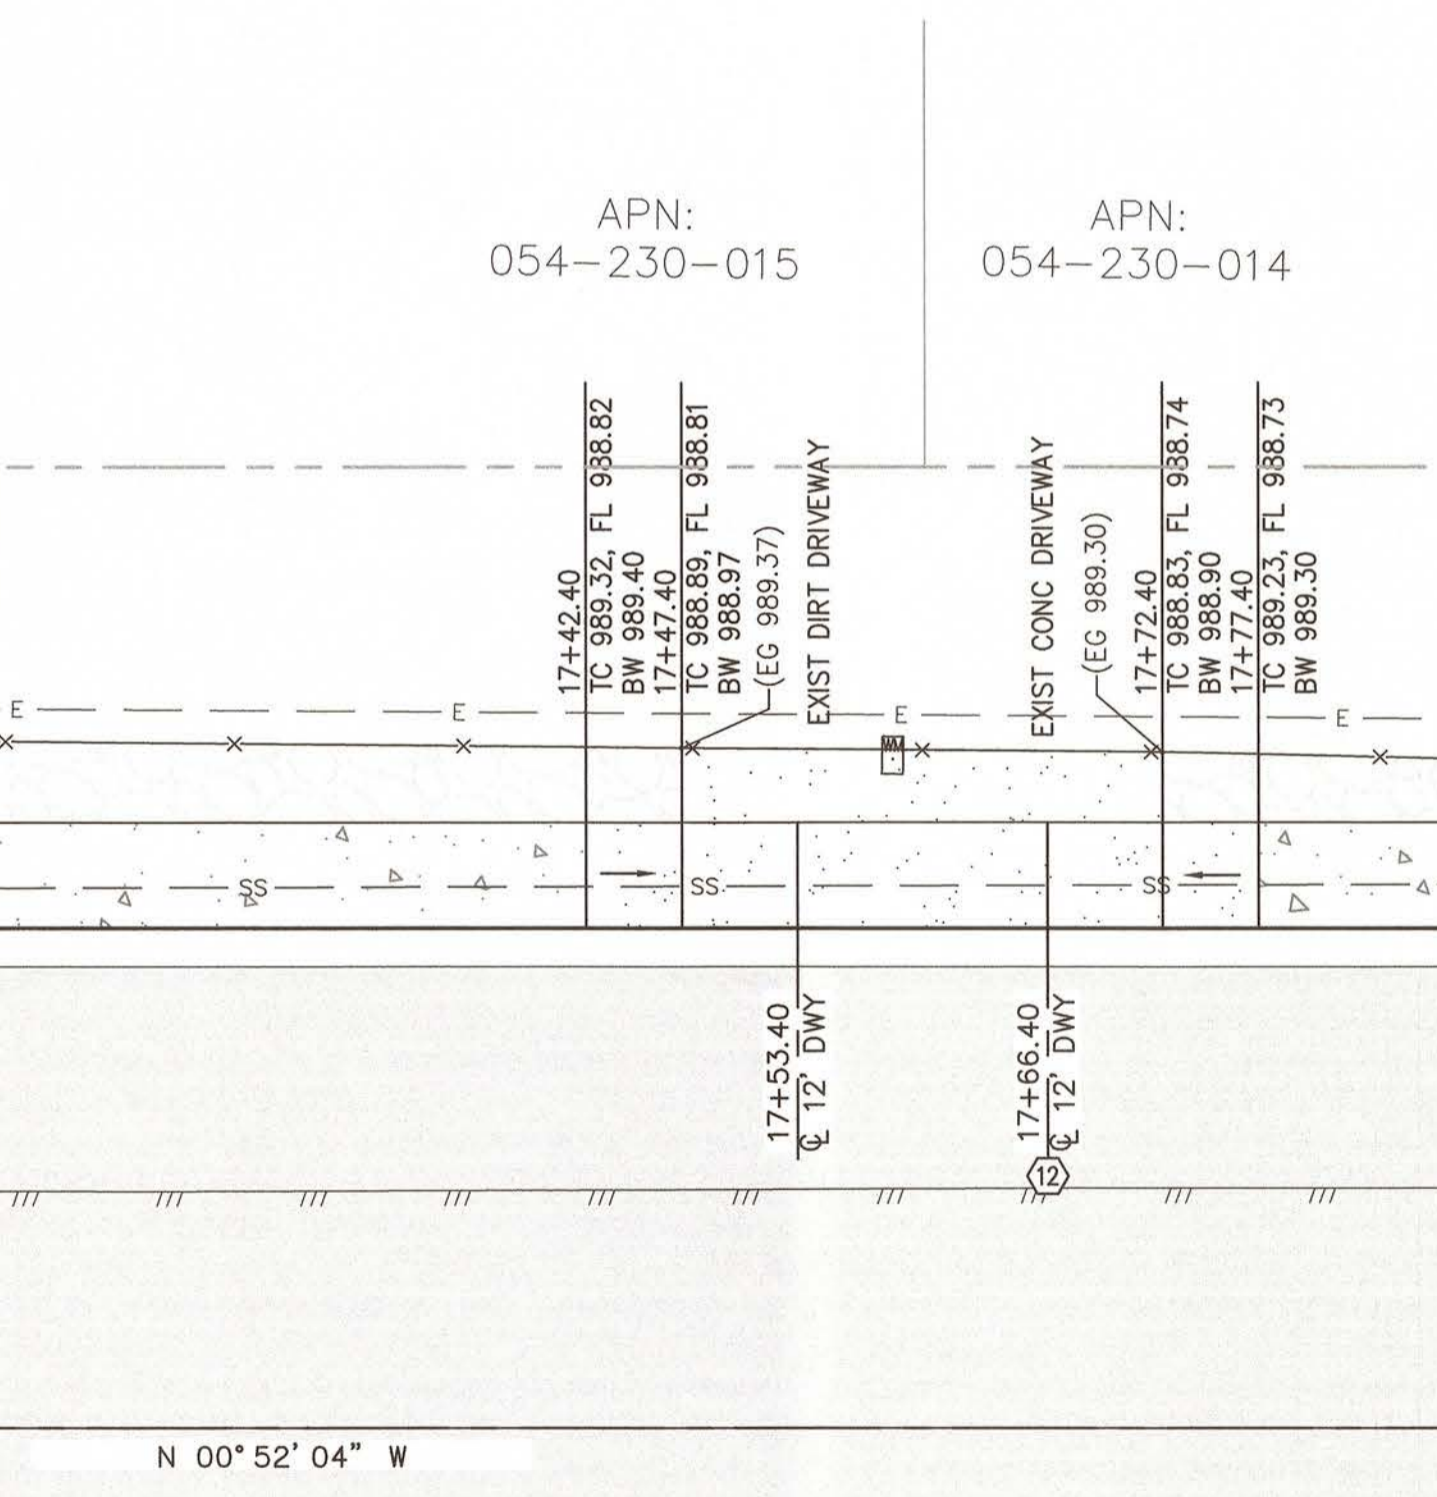 APN:
054-230-015
APN:
054-230-014
17+42.40
TC 989.32, FL 988.82
BW 989.40
17+47.40
TC 988.89, FL 988.81
BW 988.97
(EG 989.37)
EXIST DIRT DRIVEWAY
EXIST CONC DRIVEWAY
(EG 989.30)
17+72.40
TC 988.83, FL 988.74
BW 988.90
17+77.40
TC 989.23, FL 988.73
BW 989.30
E
E
E
E
WM
SS
SS
SS
17+53.40
℄ 12' DWY
17+66.40
℄ 12' DWY
12
N 00° 52' 04" W